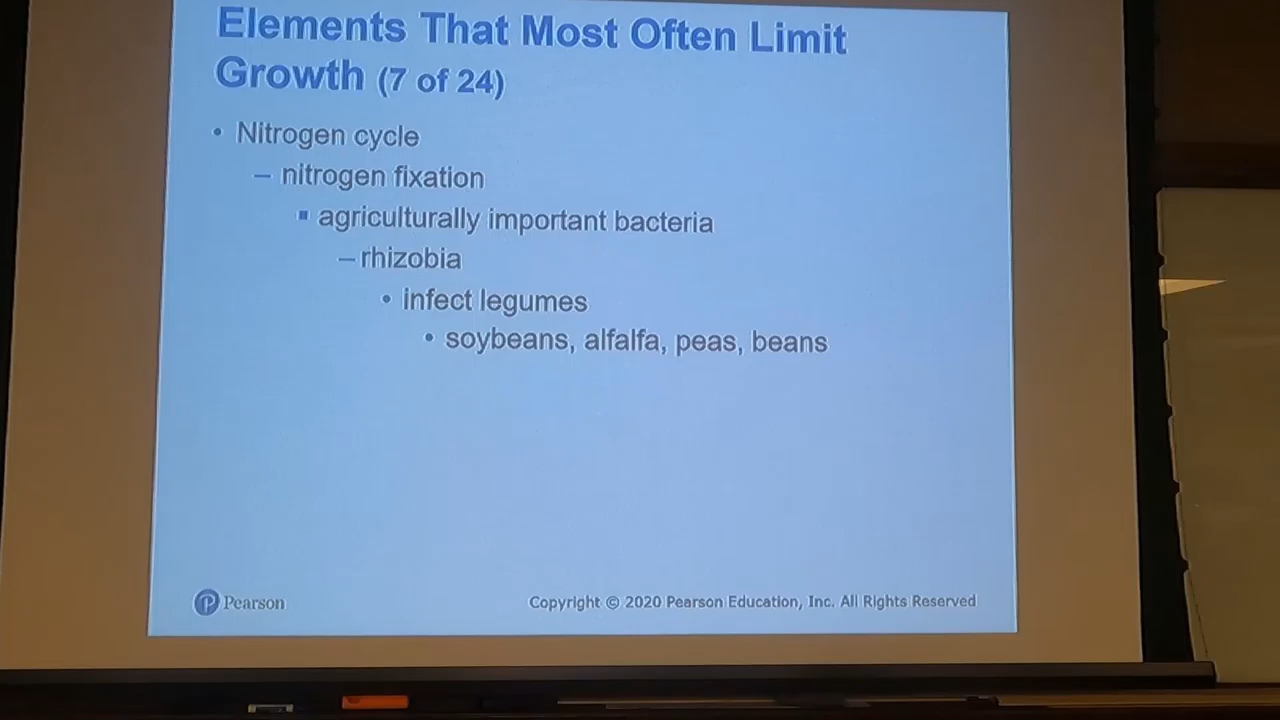 Elements That Most Often Limit
Growth (7 of 24)
• Nitrogen cycle
– nitrogen fixation
▪ agriculturally important bacteria
– rhizobia
• infect legumes
• soybeans, alfalfa, peas, beans
Pearson
Copyright © 2020 Pearson Education, Inc. All Rights Reserved